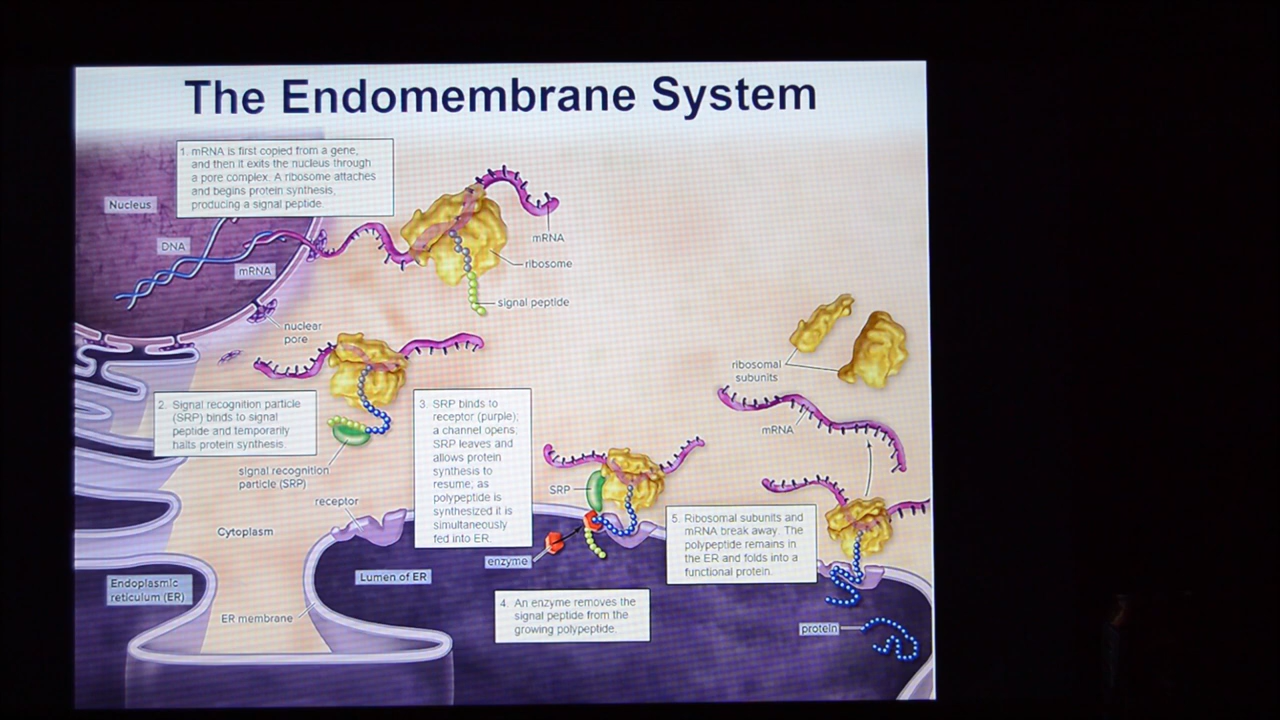 The Endomembrane System
1. mRNA is first copied from a gene,
and then it exits the nucleus through
a pore complex. A ribosome attaches
and begins protein synthesis,
producing a signal peptide.
Nucleus
DNA
mRNA
mRNA
ribosome
signal peptide
nuclear
pore
ribosomal
subunits
mRNA
2. Signal recognition particle
(SRP) binds to signal
peptide and temporarily
halts protein synthesis.
signal recognition
particle (SRP)
3. SRP binds to
receptor (purple);
a channel opens;
SRP leaves and
allows protein
synthesis to
resume; as
polypeptide is
synthesized it is
simultaneously
fed into ER.
receptor
SRP
Cytoplasm
enzyme
5. Ribosomal subunits and
mRNA break away. The
polypeptide remains in
the ER and folds into a
functional protein.
Endoplasmic
reticulum (ER)
Lumen of ER
ER membrane
4. An enzyme removes the
signal peptide from the
growing polypeptide.
protein